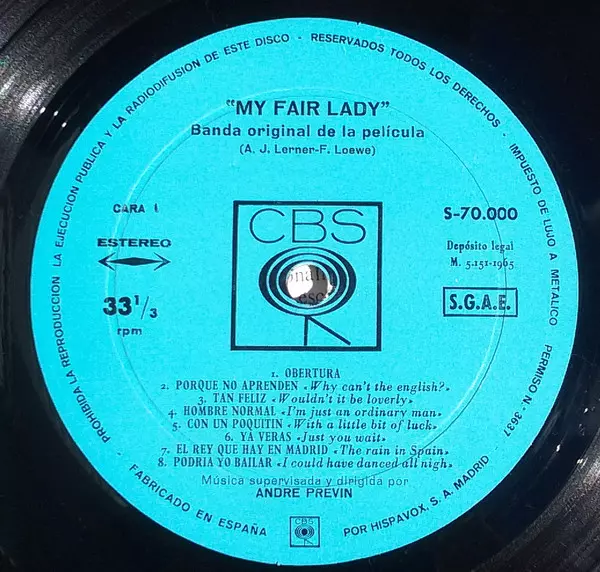 PROHIBIDA LA REPRODUCCION LA EJECUCION PUBLICA Y LA RADIODIFUSION DE ESTE DISCO - RESERVADOS TODOS LOS DERECHOS - IMPUESTO DE LUJO A METALICO PERMISO N.º 3637
"MY FAIR LADY"
Banda original de la película
(A. J. Lerner-F. Loewe)
CARA I
ESTEREO
33 1/3
rpm
CBS
S-70.000
Depósito legal
M. 5.151-1965
S.G.A.E.
1. OBERTURA
2. PORQUE NO APRENDEN «Why can't the english?»
3. TAN FELIZ «Wouldn't it be loverly»
4. HOMBRE NORMAL «I'm just an ordinary man»
5. CON UN POQUITIN «With a little bit of luck»
6. YA VERAS «Just you wait»
7. EL REY QUE HAY EN MADRID «The rain in Spain»
8. PODRIA YO BAILAR «I could have danced all nigh»
Música supervisada y dirigida por
ANDRE PREVIN
FABRICADO EN ESPAÑA
CBS
POR HISPAVOX, S. A. MADRID